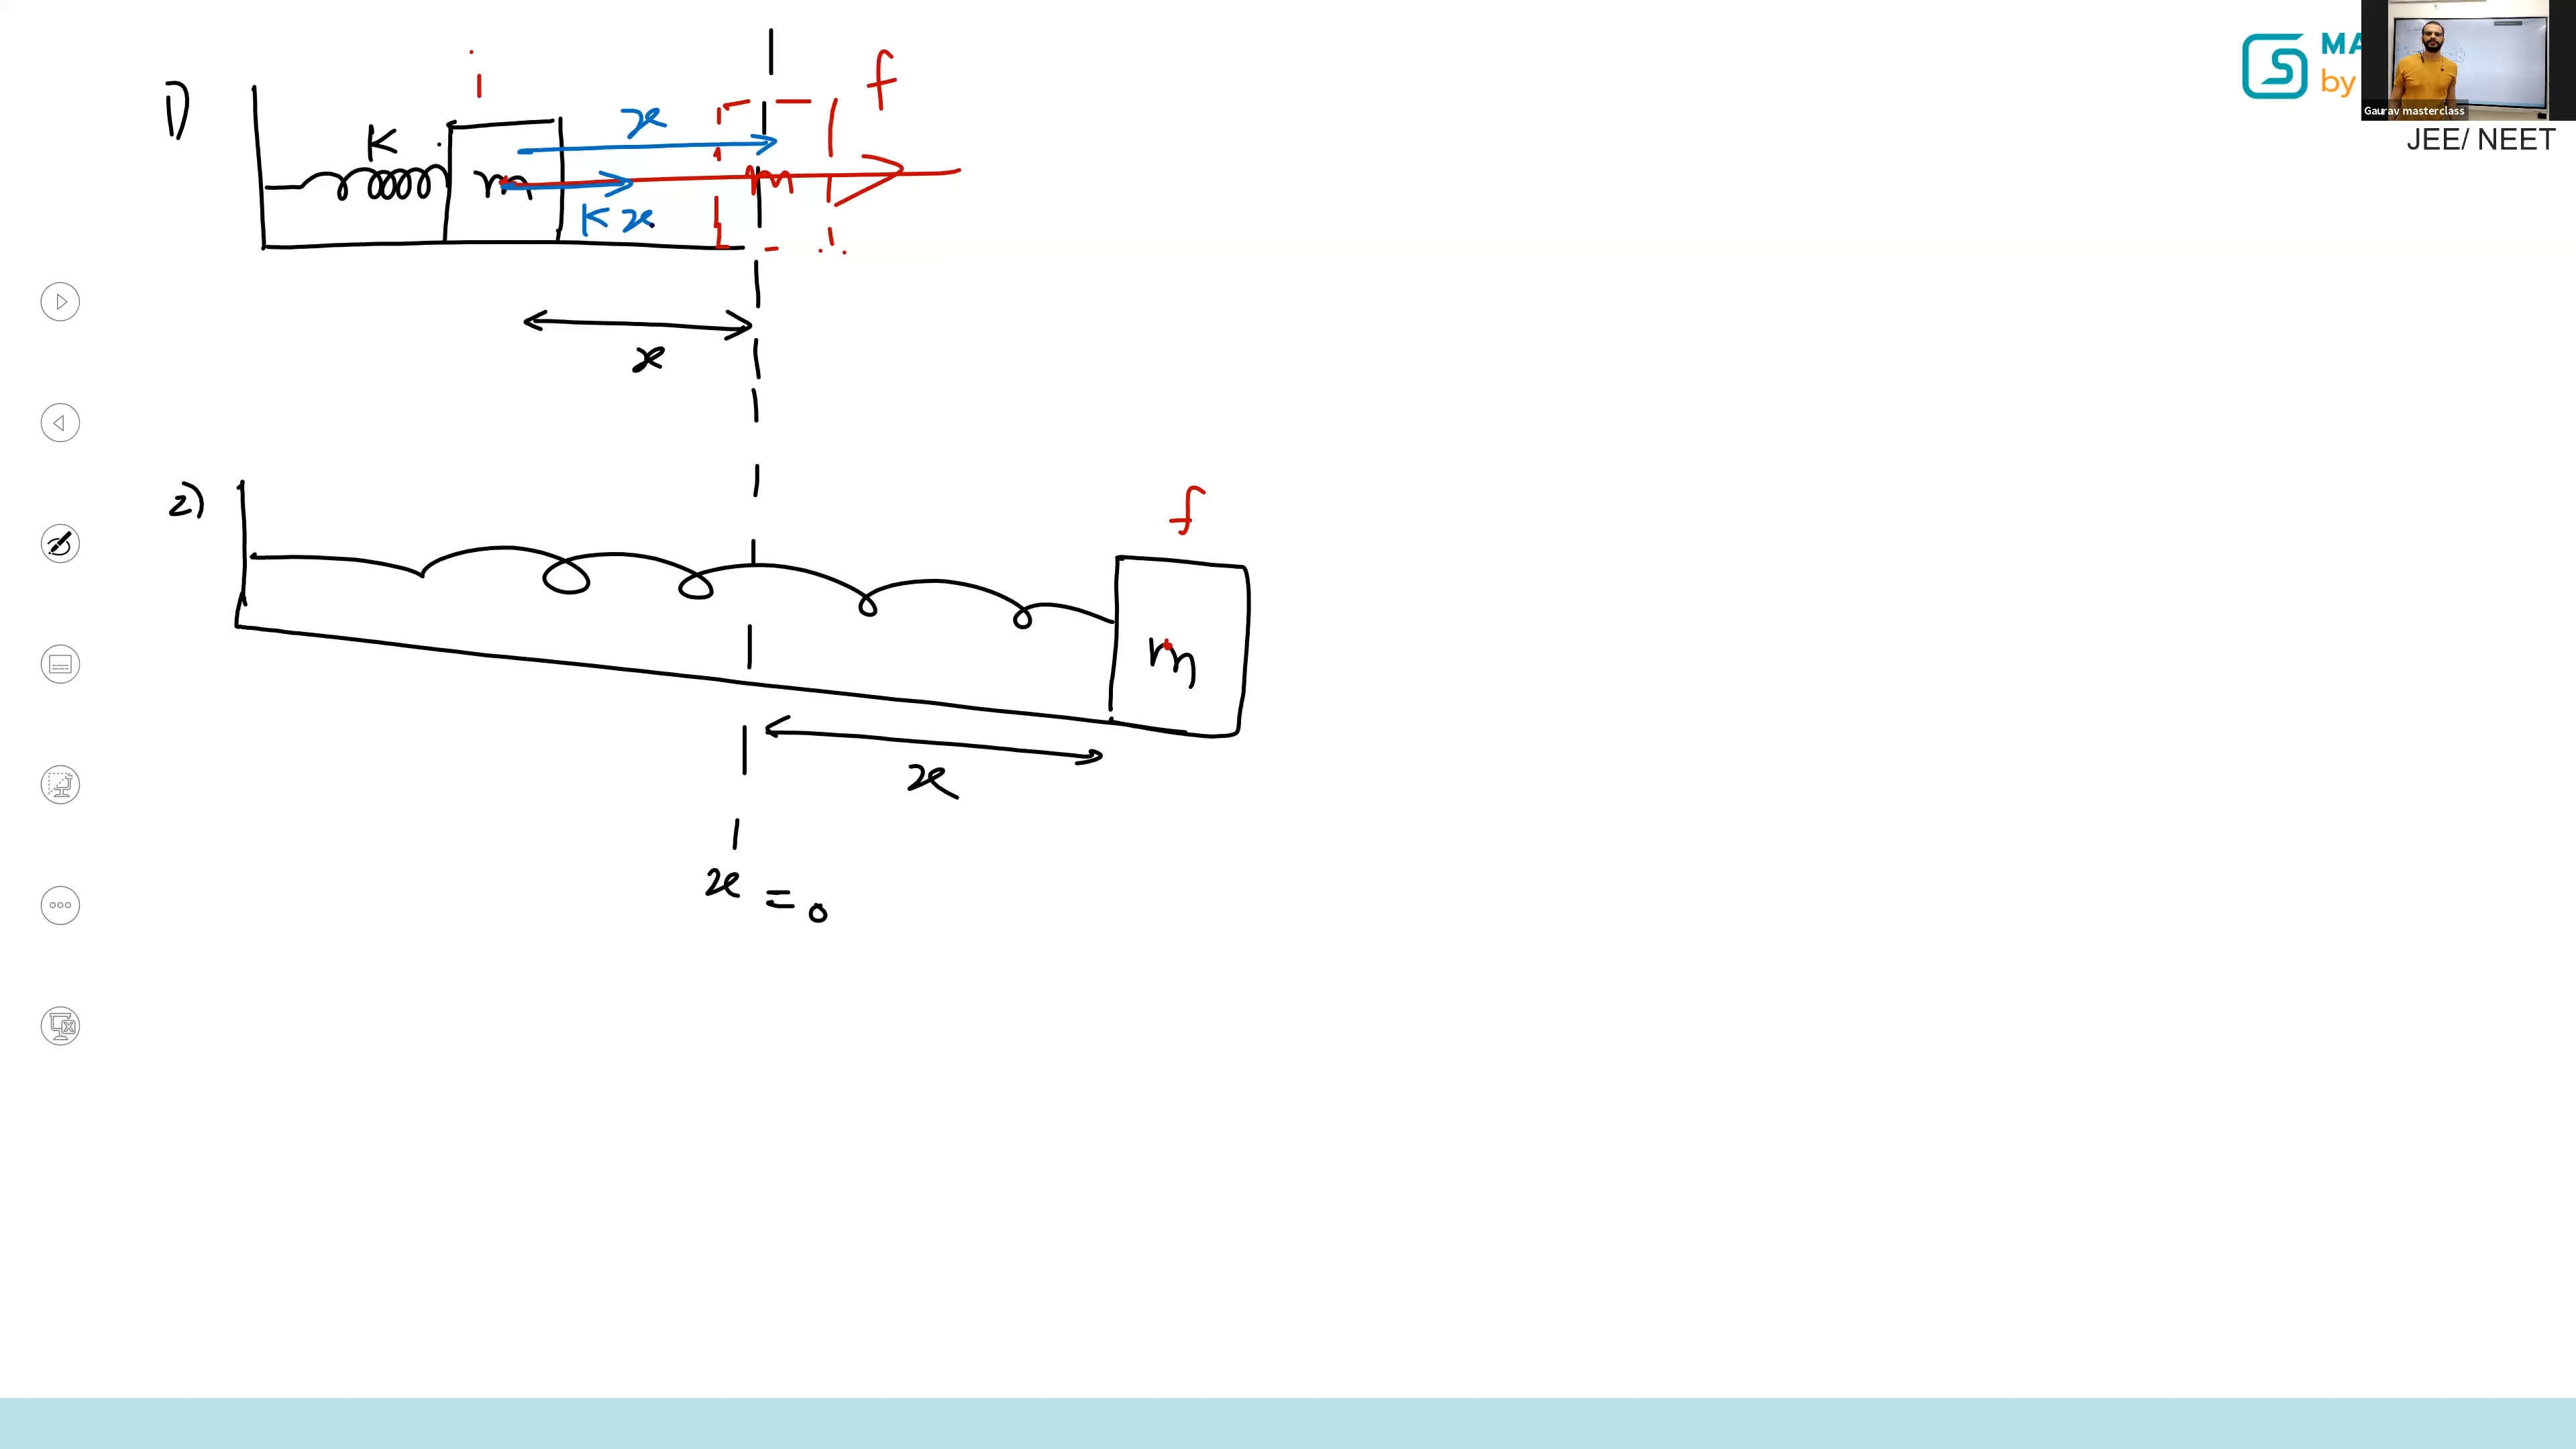 1)
i
f
x
K
m
m
Kx
x
2)
f
m
x
x = 0
MA
by
Gaurav masterclass
JEE/ NEET